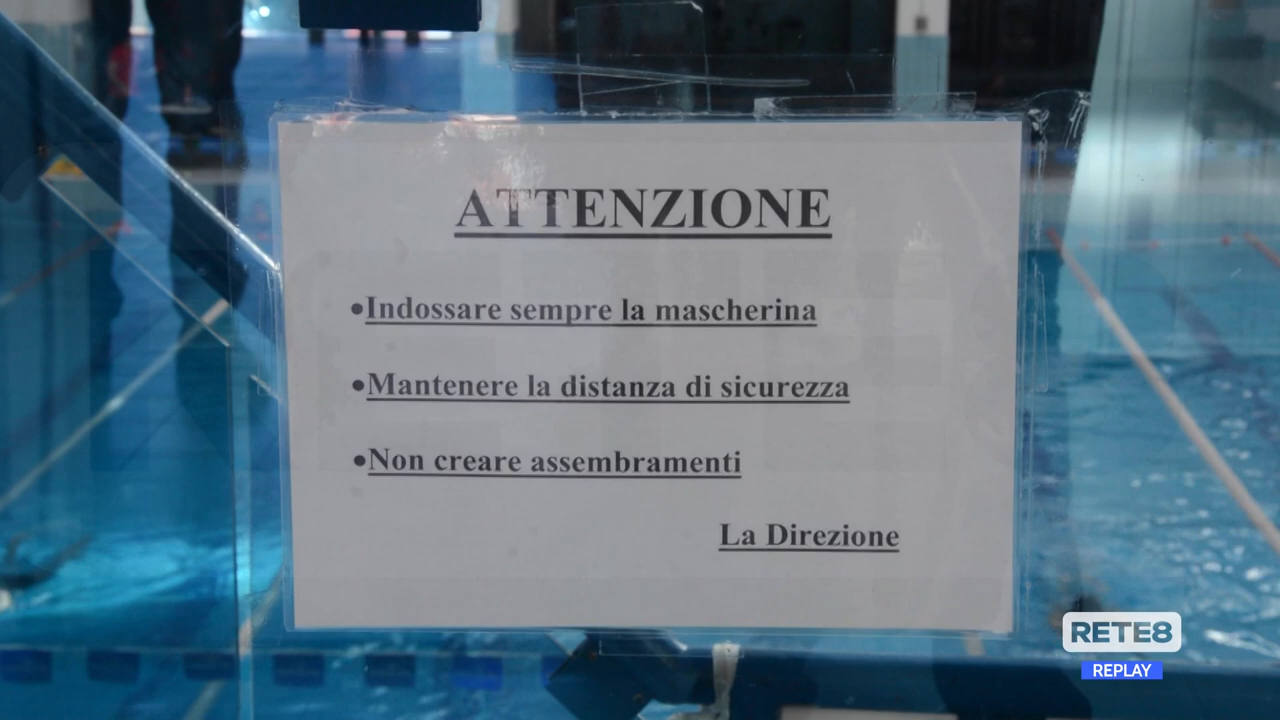 ATTENZIONE
•Indossare sempre la mascherina
•Mantenere la distanza di sicurezza
•Non creare assembramenti
La Direzione
RETE8
REPLAY